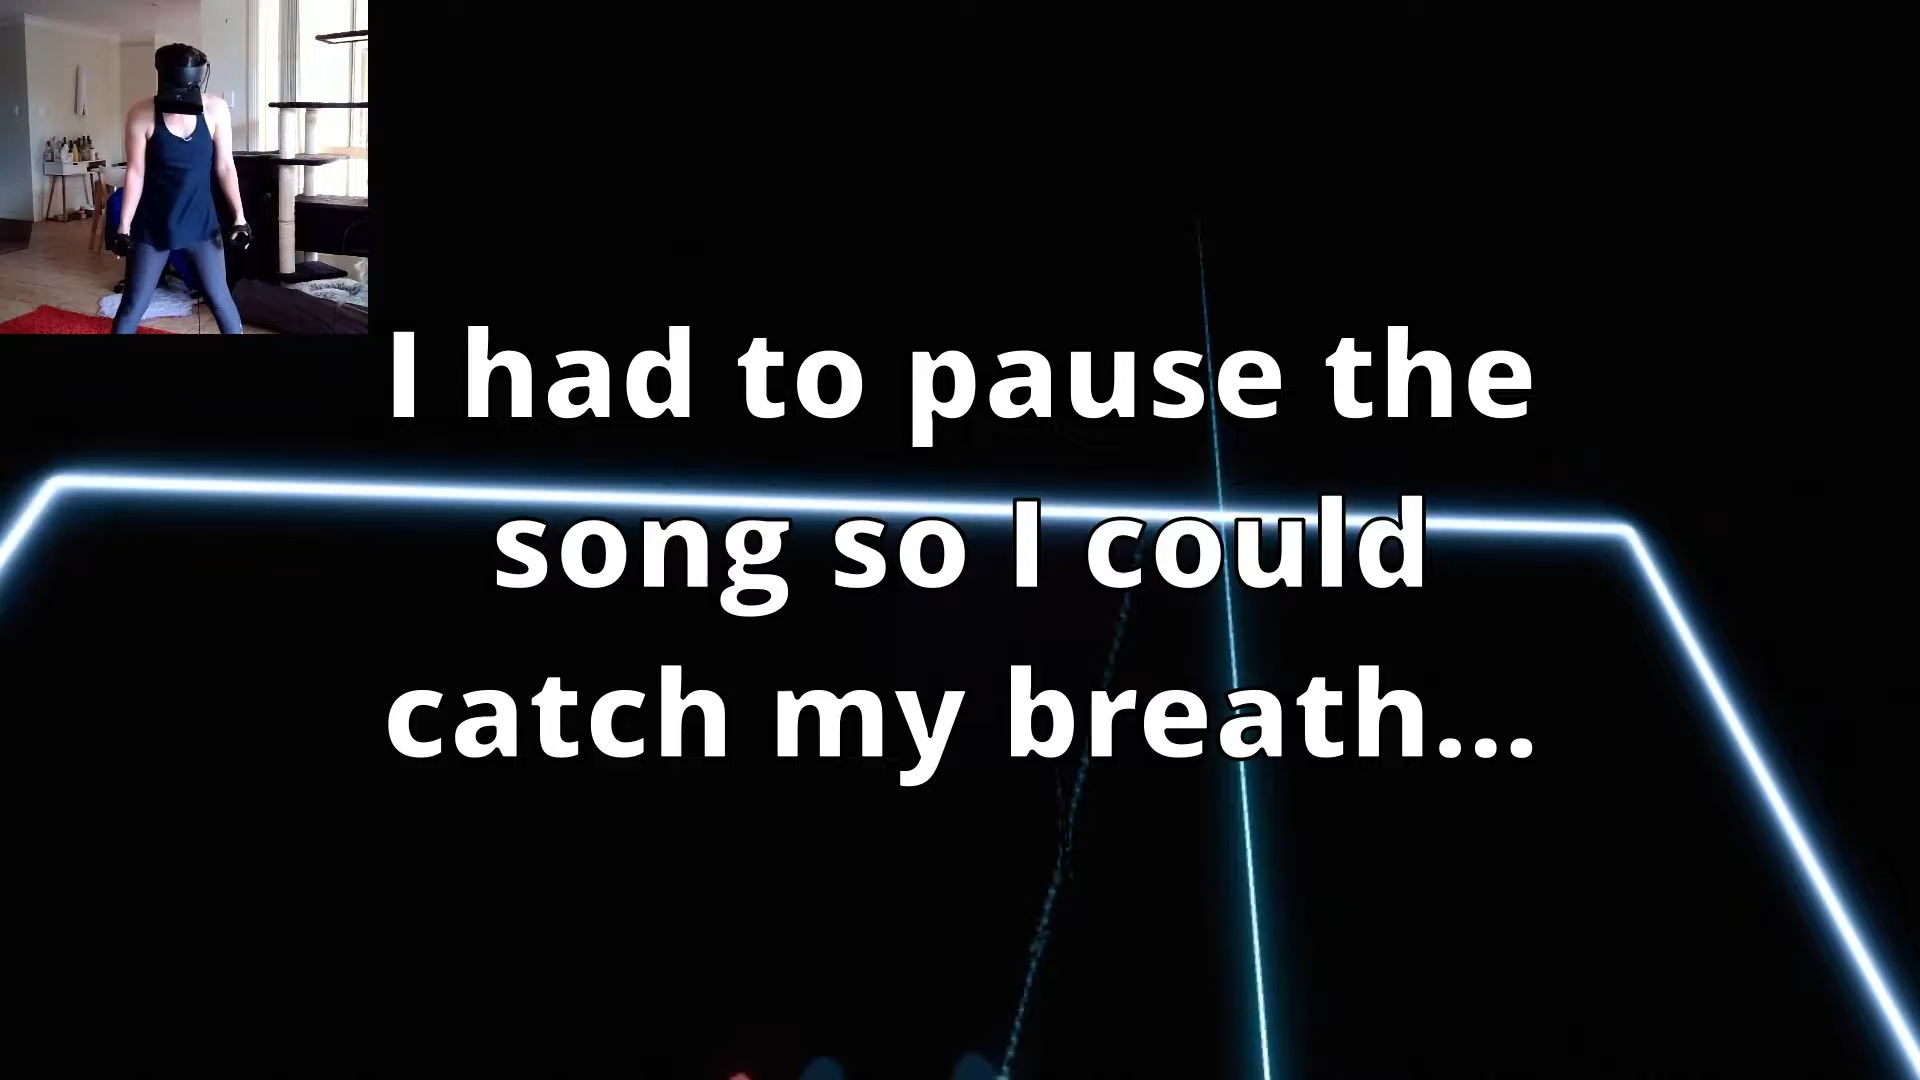 I had to pause the
song so I could
catch my breath...